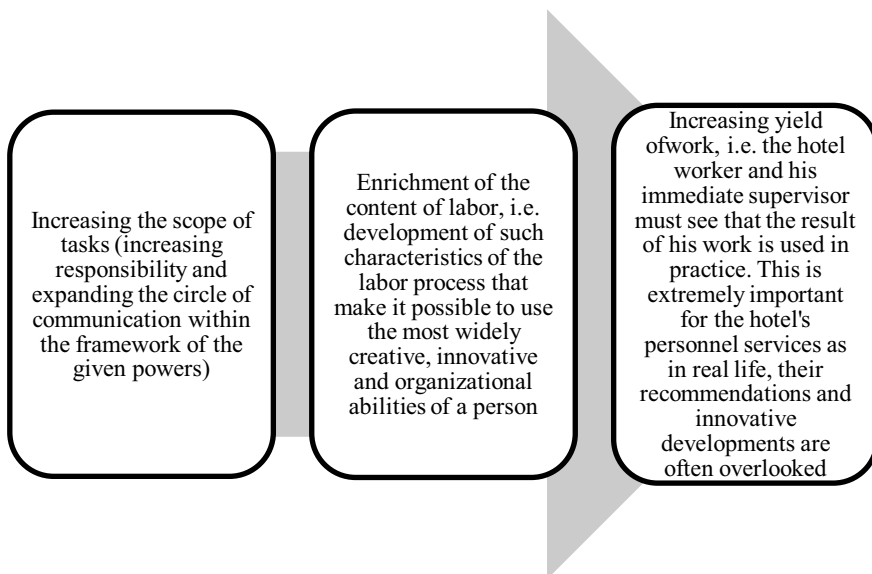 Increasing the scope of
tasks (increasing
responsibility and
expanding the circle of
communication within
the framework of the
given powers)
Enrichment of the
content of labor, i.e.
development of such
characteristics of the
labor process that
make it possible to use
the most widely
creative, innovative
and organizational
abilities of a person
Increasing yield
ofwork, i.e. the hotel
worker and his
immediate supervisor
must see that the result
of his work is used in
practice. This is
extremely important
for the hotel's
personnel services as
in real life, their
recommendations and
innovative
developments are
often overlooked